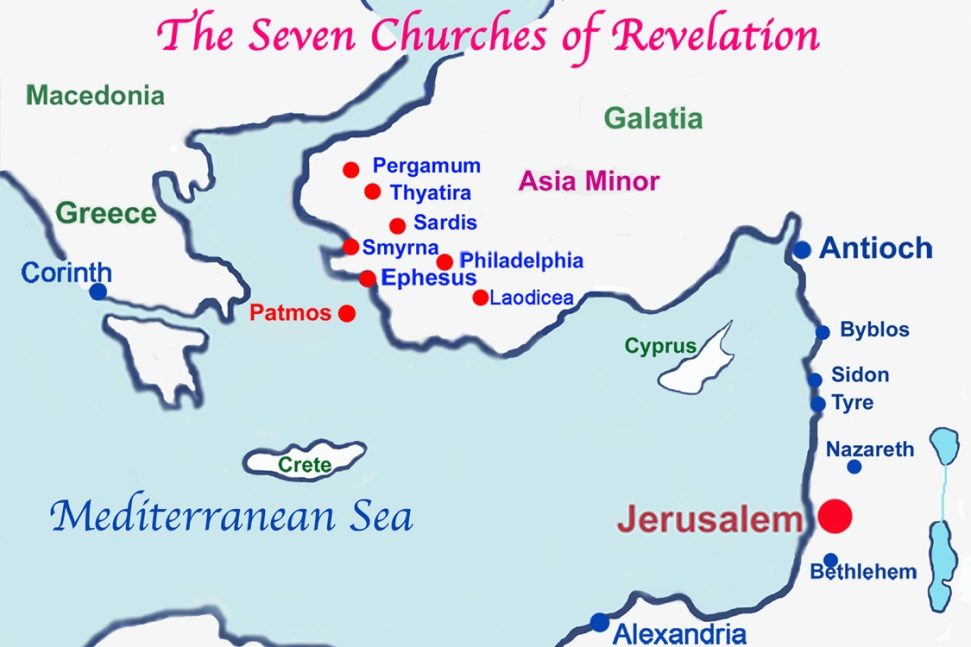 The Seven Churches of Revelation
Macedonia
Galatia
Pergamum
Asia Minor
Thyatira
Greece
Sardis
Smyrna
Antioch
Philadelphia
Corinth
Ephesus
Laodicea
Patmos
Byblos
Cyprus
Sidon
Tyre
Nazareth
Crete
Mediterranean Sea
Jerusalem
Bethlehem
Alexandria